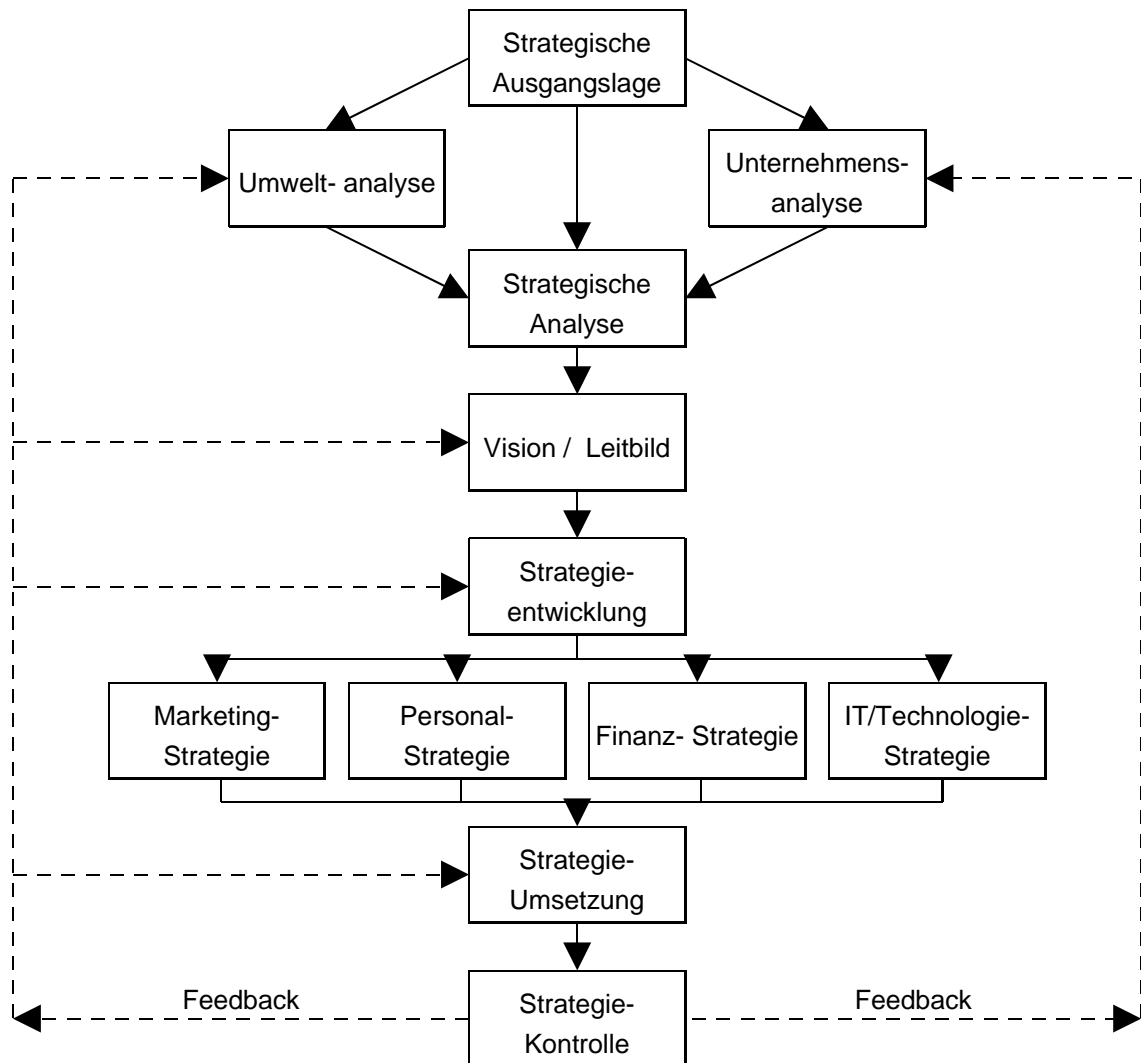 Strategische
Ausgangslage
Umwelt- analyse
Unternehmens-
analyse
Strategische
Analyse
Vision / Leitbild
Strategie-
entwicklung
Marketing-
Strategie
Personal-
Strategie
Finanz- Strategie
IT/Technologie-
Strategie
Strategie-
Umsetzung
Feedback
Strategie-
Kontrolle
Feedback